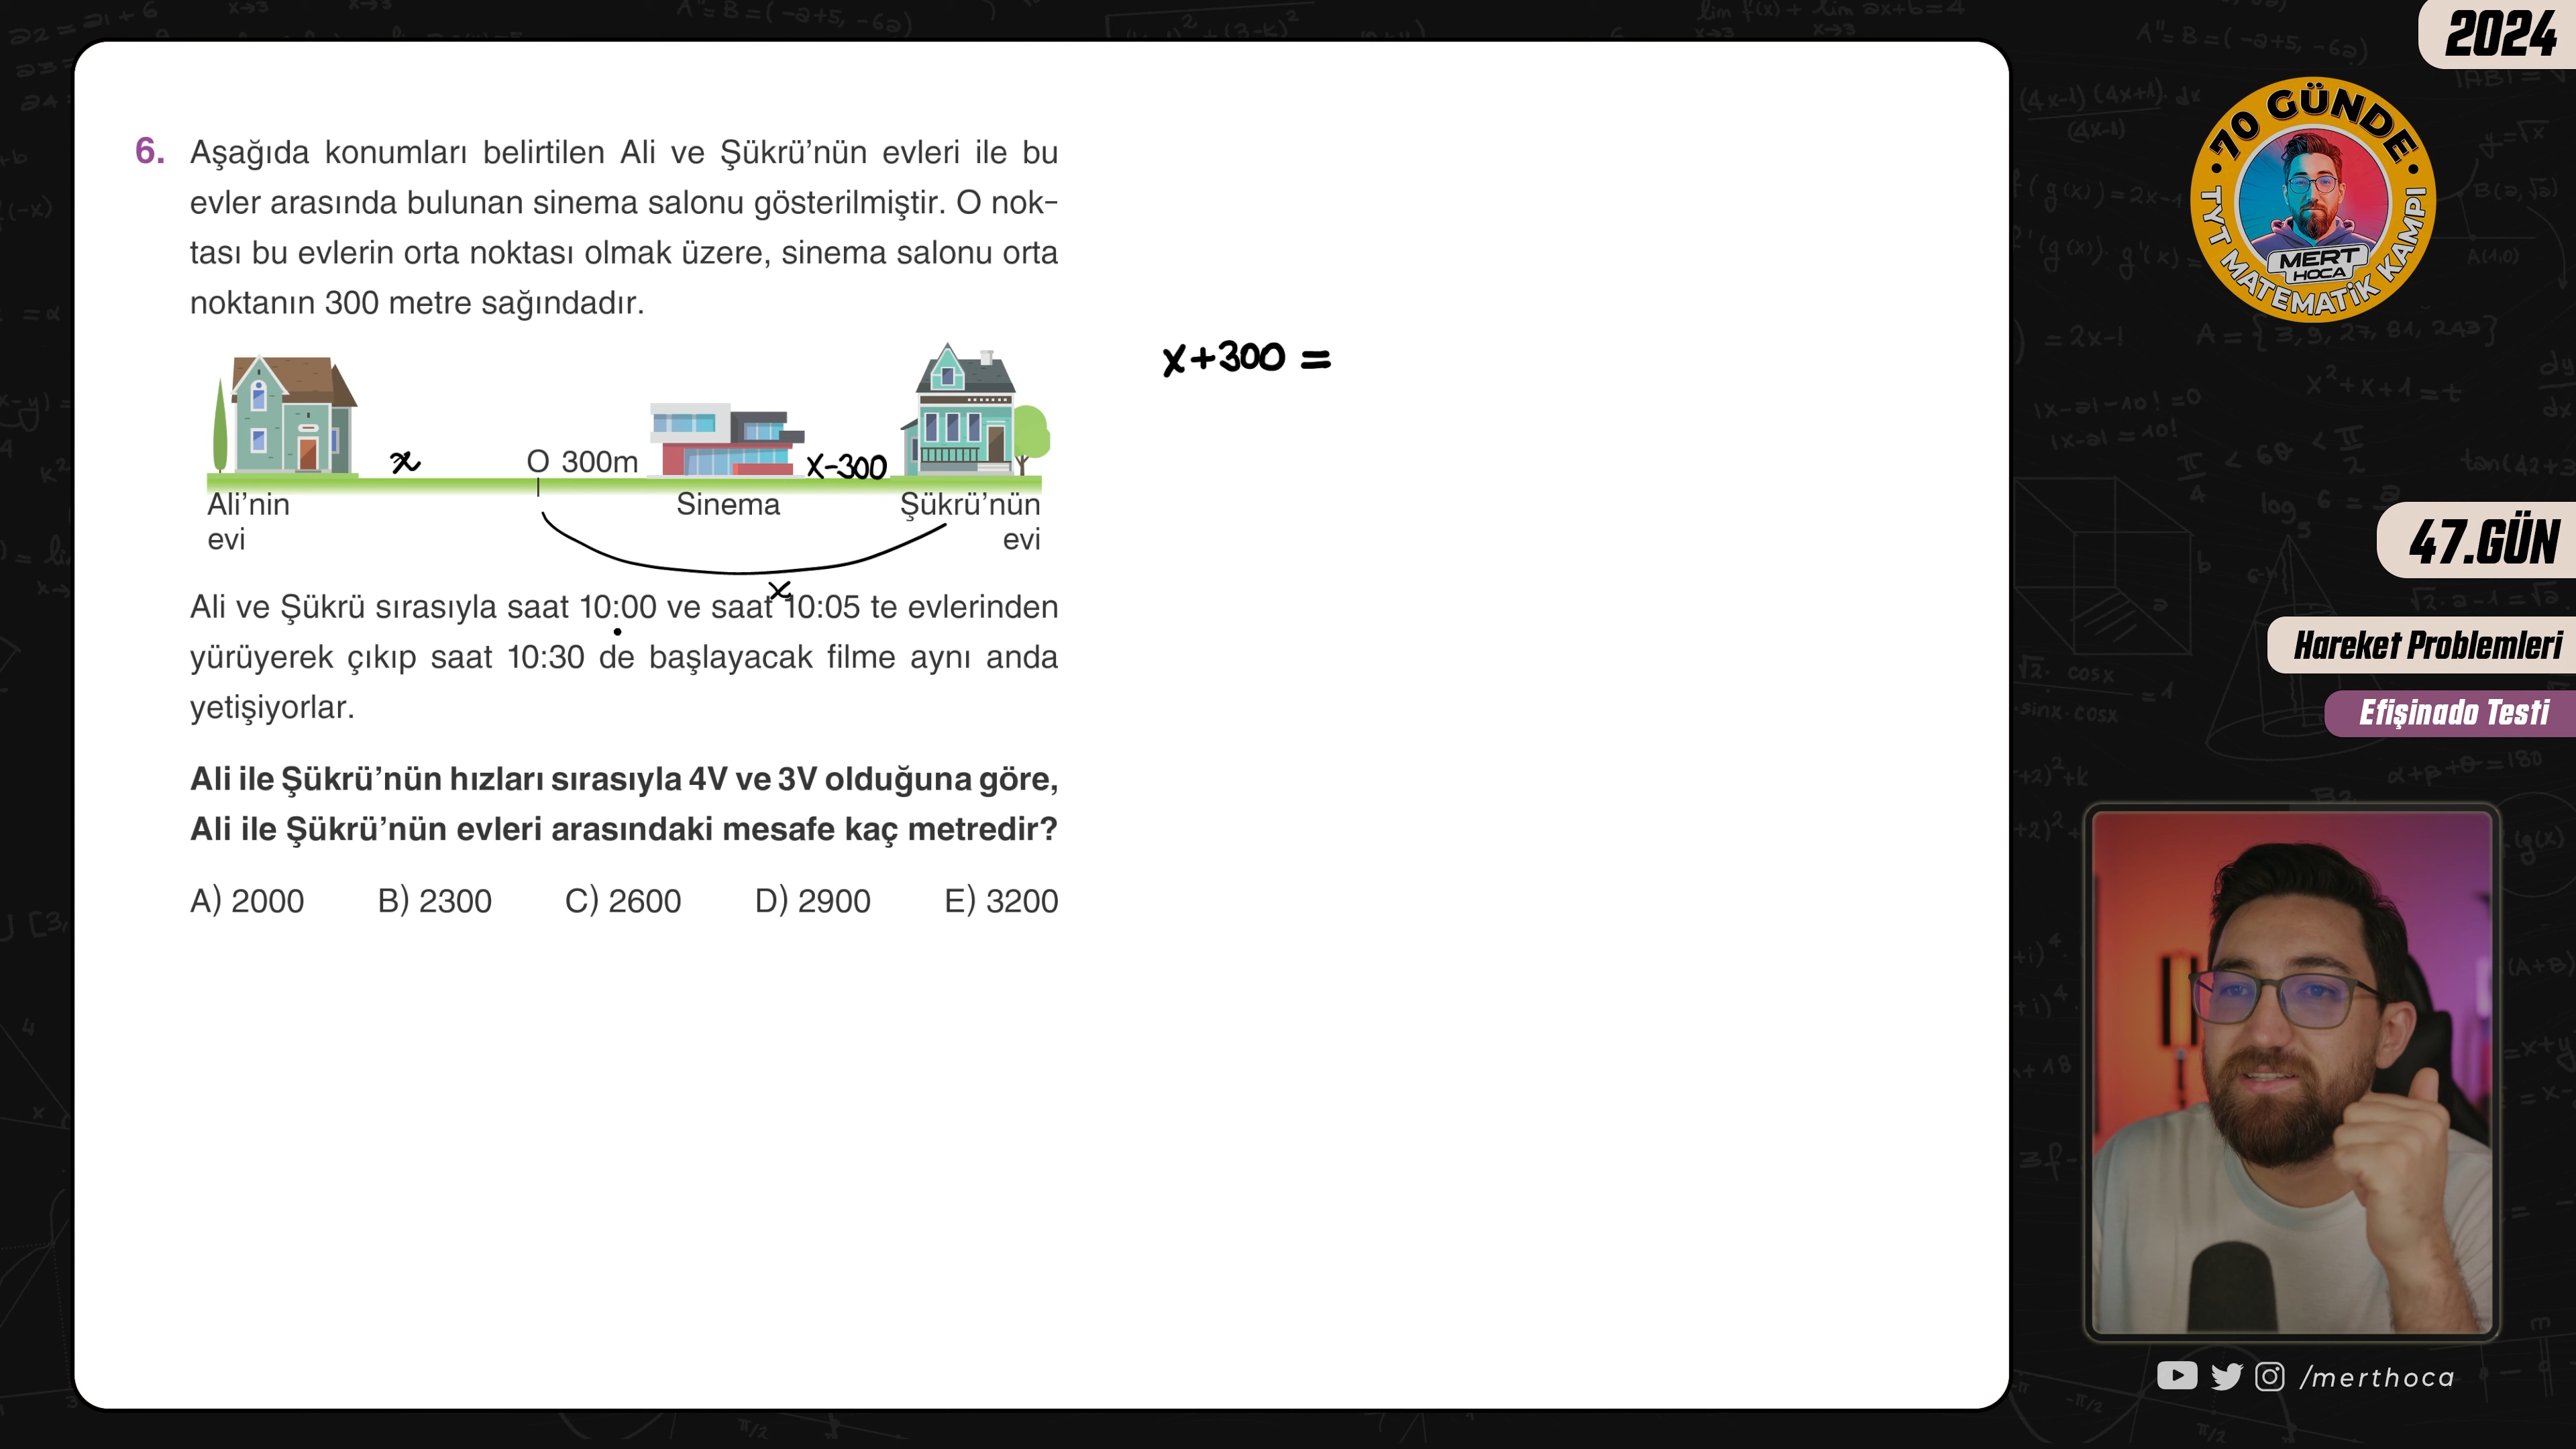 2024
70 GÜNDE
TYT MATEMATİK KAMPI
MERT
HOCA
6. Aşağıda konumları belirtilen Ali ve Şükrü'nün evleri ile bu
evler arasında bulunan sinema salonu gösterilmiştir. O nok-
tası bu evlerin orta noktası olmak üzere, sinema salonu orta
noktanın 300 metre sağındadır.
x+300 =
x O 300m x-300
Ali'nin evi
Sinema
Şükrü'nün evi
x
Ali ve Şükrü sırasıyla saat 10:00 ve saat 10:05 te evlerinden
yürüyerek çıkıp saat 10:30 de başlayacak filme aynı anda
yetişiyorlar.
Ali ile Şükrü'nün hızları sırasıyla 4V ve 3V olduğuna göre,
Ali ile Şükrü'nün evleri arasındaki mesafe kaç metredir?
A) 2000 B) 2300 C) 2600 D) 2900 E) 3200
47.GÜN
Hareket Problemleri
Efişinado Testi
/merthoca